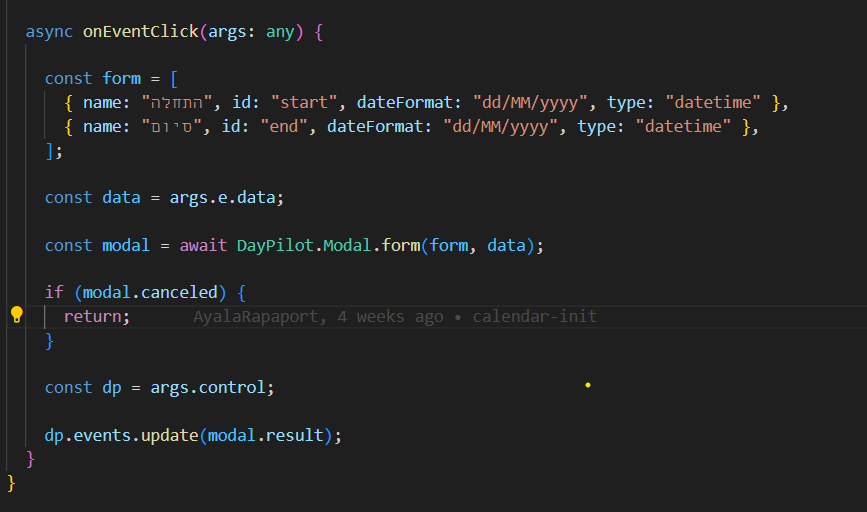 async onEventClick(args: any) {
const form = [
{ name: "התחלה", id: "start", dateFormat: "dd/MM/yyyy", type: "datetime" },
{ name: "סיום", id: "end", dateFormat: "dd/MM/yyyy", type: "datetime" },
];
const data = args.e.data;
const modal = await DayPilot.Modal.form(form, data);
if (modal.canceled) {
return; AyalaRapaport, 4 weeks ago • calendar-init
}
const dp = args.control;
dp.events.update(modal.result);
}
}